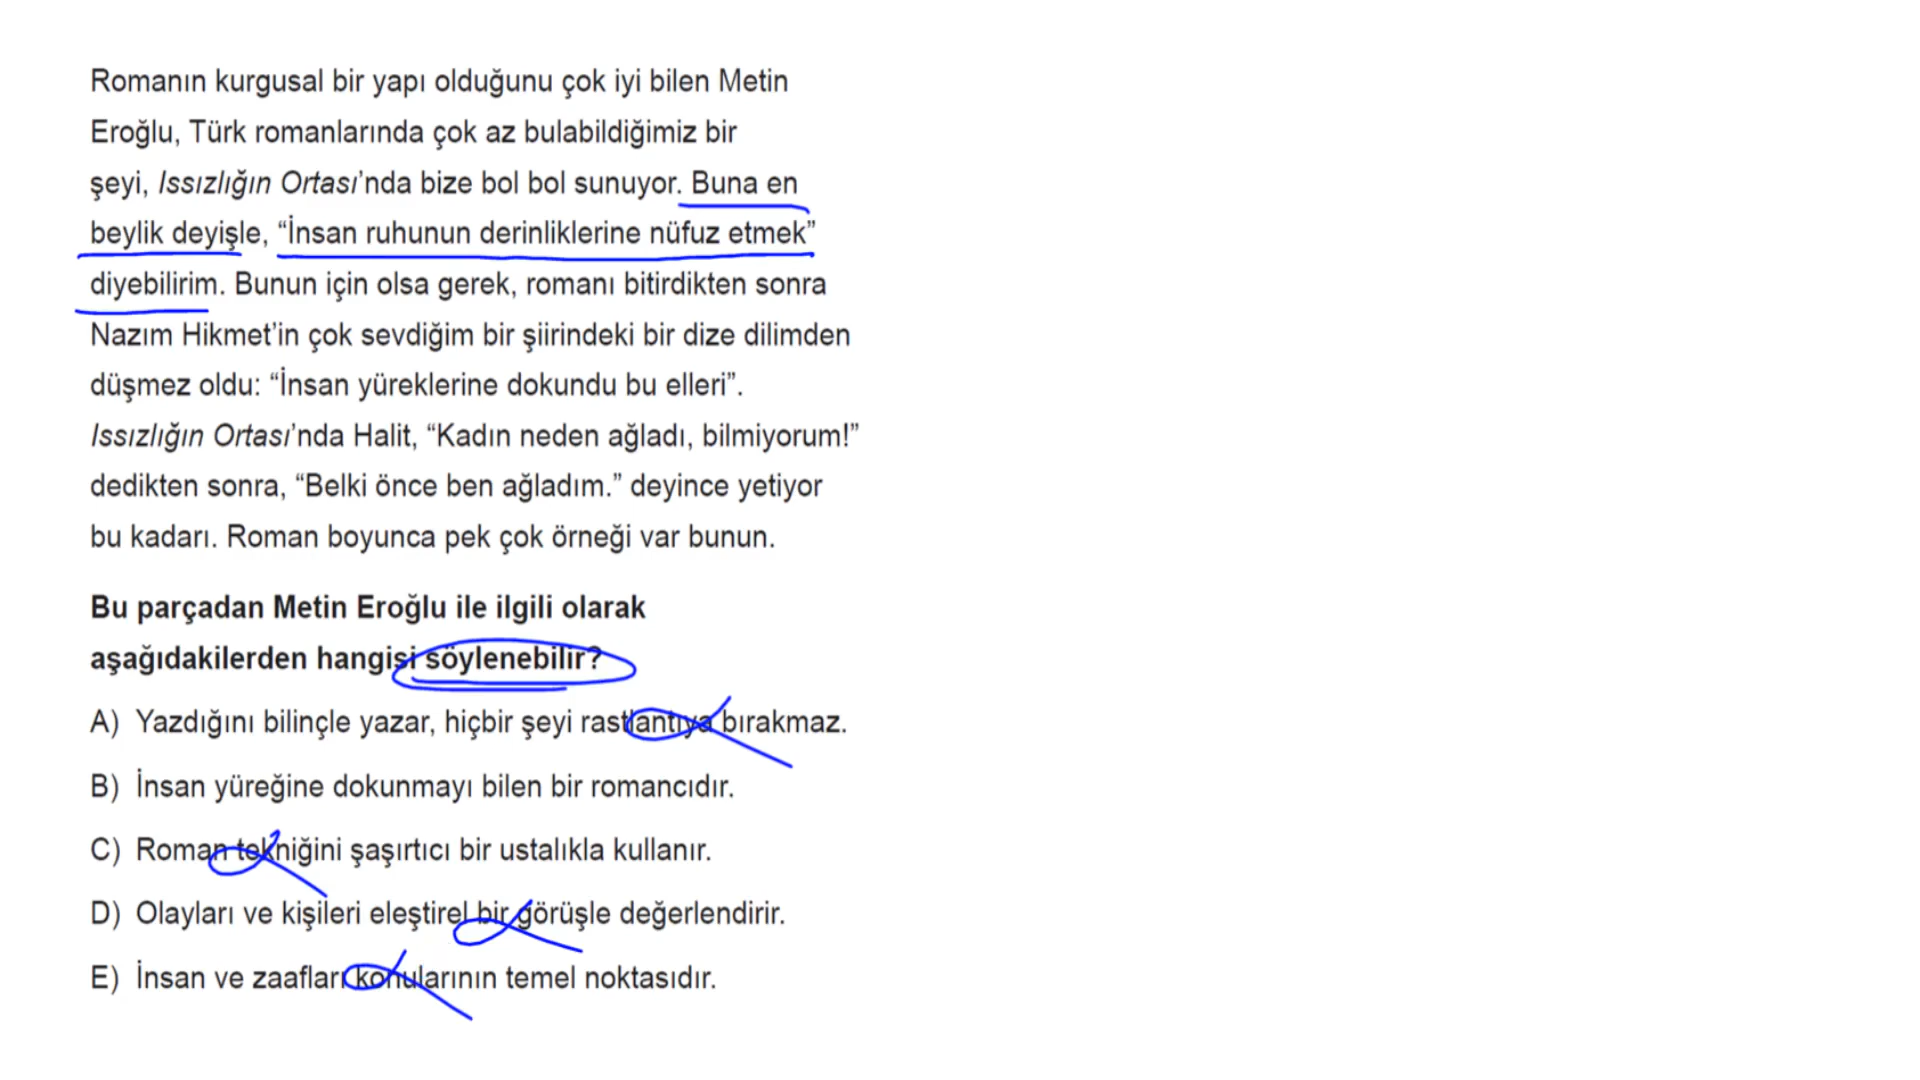 Romanın kurgusal bir yapı olduğunu çok iyi bilen Metin
Eroğlu, Türk romanlarında çok az bulabildiğimiz bir
şeyi, Issızlığın Ortası’nda bize bol bol sunuyor. Buna en
beylik deyişle, “İnsan ruhunun derinliklerine nüfuz etmek”
diyebilirim. Bunun için olsa gerek, romanı bitirdikten sonra
Nazım Hikmet’in çok sevdiğim bir şiirindeki bir dize dilimden
düşmez oldu: “İnsan yüreklerine dokundu bu elleri”.
Issızlığın Ortası’nda Halit, “Kadın neden ağladı, bilmiyorum!”
dedikten sonra, “Belki önce ben ağladım.” deyince yetiyor
bu kadarı. Roman boyunca pek çok örneği var bunun.
Bu parçadan Metin Eroğlu ile ilgili olarak
aşağıdakilerden hangisi söylenebilir?
A) Yazdığını bilinçle yazar, hiçbir şeyi rastlantıya bırakmaz.
B) İnsan yüreğine dokunmayı bilen bir romancıdır.
C) Roman tekniğini şaşırtıcı bir ustalıkla kullanır.
D) Olayları ve kişileri eleştirel bir görüşle değerlendirir.
E) İnsan ve zaafları konularının temel noktasıdır.